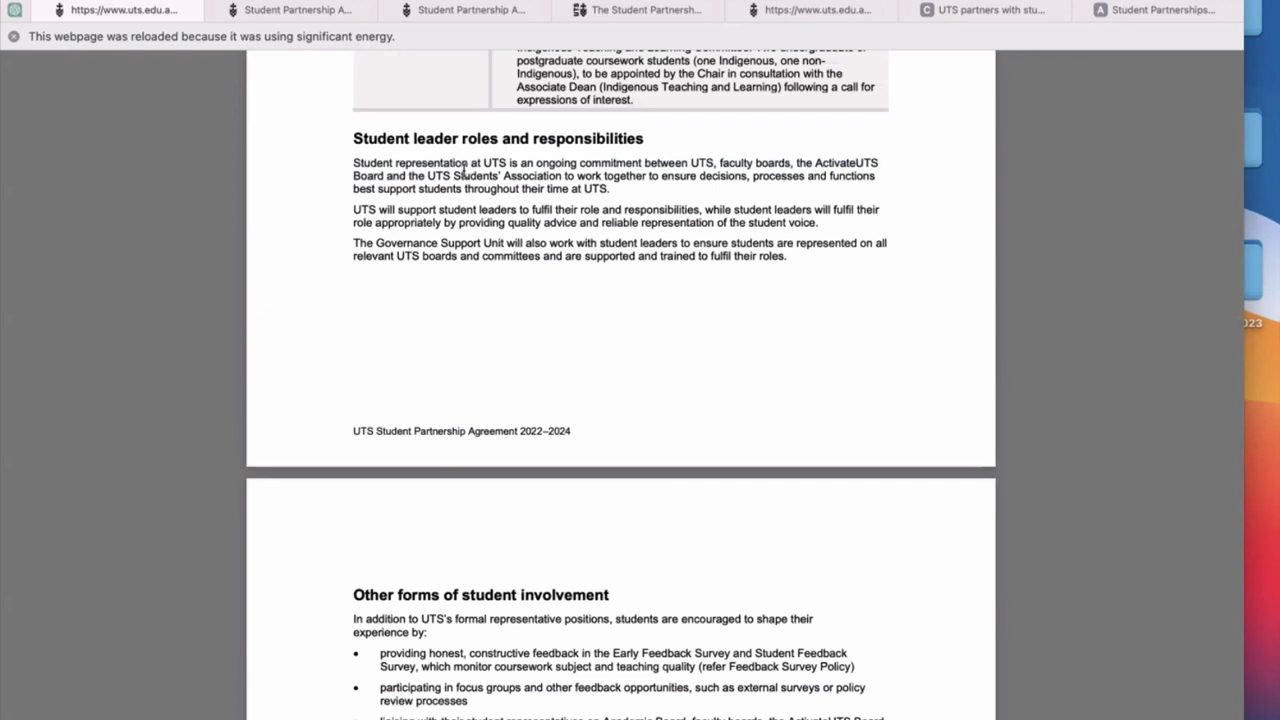 https://www.uts.edu.a...
Student Partnership A...
Student Partnership A...
The Student Partnersh...
https://www.uts.edu.a...
C UTS partners with stu...
A Student Partnerships...
This webpage was reloaded because it was using significant energy.
postgraduate coursework students (one Indigenous, one non-
Indigenous), to be appointed by the Chair in consultation with the
Associate Dean (Indigenous Teaching and Learning) following a call for
expressions of interest.
Student leader roles and responsibilities
Student representation at UTS is an ongoing commitment between UTS, faculty boards, the ActivateUTS
Board and the UTS Students' Association to work together to ensure decisions, processes and functions
best support students throughout their time at UTS.
UTS will support student leaders to fulfil their role and responsibilities, while student leaders will fulfil their
role appropriately by providing quality advice and reliable representation of the student voice.
The Governance Support Unit will also work with student leaders to ensure students are represented on all
relevant UTS boards and committees and are supported and trained to fulfil their roles.
023
UTS Student Partnership Agreement 2022–2024
Other forms of student involvement
In addition to UTS's formal representative positions, students are encouraged to shape their
experience by:
• providing honest, constructive feedback in the Early Feedback Survey and Student Feedback
Survey, which monitor coursework subject and teaching quality (refer Feedback Survey Policy)
• participating in focus groups and other feedback opportunities, such as external surveys or policy
review processes